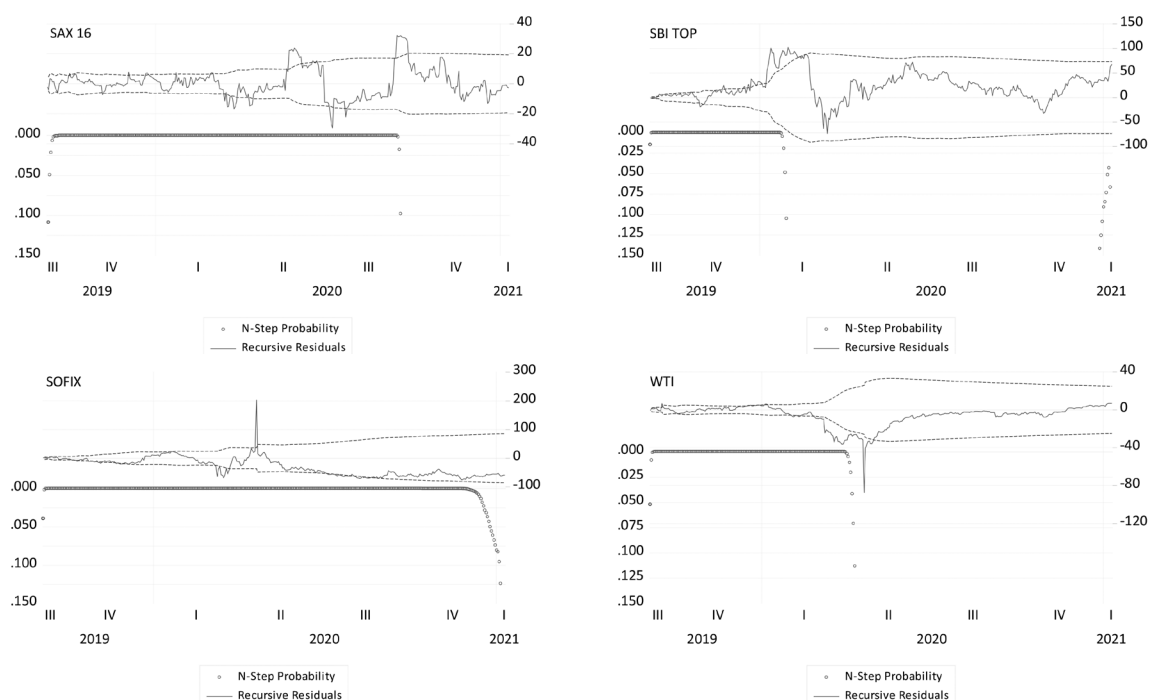 SAX 16
40
20
0
-20
-40
.000
.050
.100
.150
III IV I II III IV I
2019 2020 2021
N-Step Probability
Recursive Residuals
SBI TOP
150
100
50
0
-50
-100
.000
.025
.050
.075
.100
.125
.150
III IV I II III IV I
2019 2020 2021
N-Step Probability
Recursive Residuals
SOFIX
300
200
100
0
-100
.000
.050
.100
.150
III IV I II III IV I
2019 2020 2021
N-Step Probability
Recursive Residuals
WTI
40
0
-40
-80
-120
.000
.025
.050
.075
.100
.125
.150
III IV I II III IV I
2019 2020 2021
N-Step Probability
Recursive Residuals